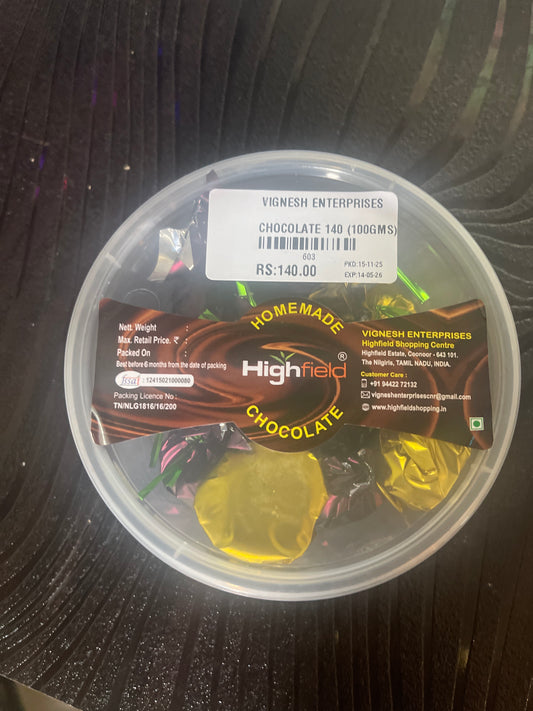 VIGNESH ENTERPRISES
CHOCOLATE 140 (100GMS)
603
PKD:15-11-25
RS:140.00
EXP:14-05-26
HOMEMADE
Highfield ®
CHOCOLATE
Nett. Weight :
Max. Retail Price. ₹ :
Packed On :
Best before 6 months from the date of packing
fssai : 12415021000080
Packing Licence No :
TN/NLG1816/16/200
VIGNESH ENTERPRISES
Highfield Shopping Centre
Highfield Estate, Coonoor - 643 101.
The Nilgiris, TAMIL NADU, INDIA.
Customer Care :
+91 94422 72132
vigneshenterprisescnr@gmail.com
www.highfieldshopping.in